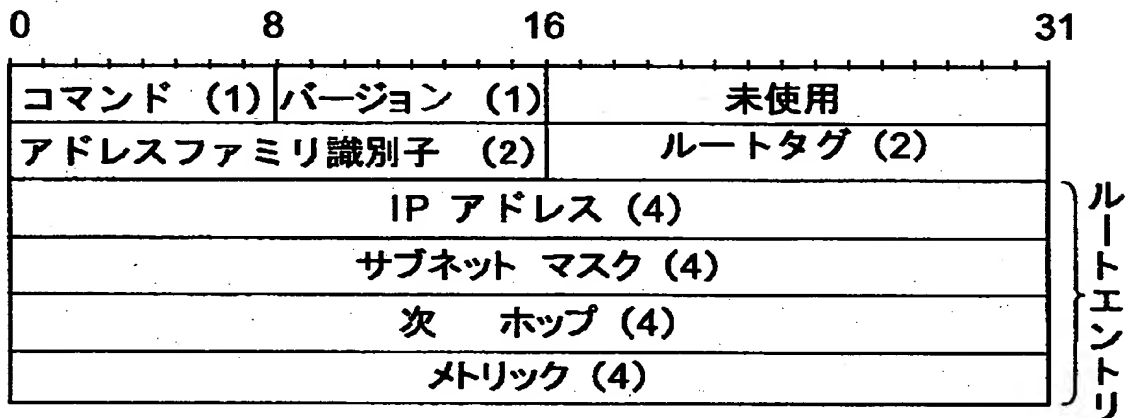 0 8 16 31
コマンド (1) バージョン (1) 未使用
アドレスファミリ識別子 (2) ルートタグ (2)
IP アドレス (4)
サブネット マスク (4)
次 ホップ (4)
メトリック (4)
ルートエントリ